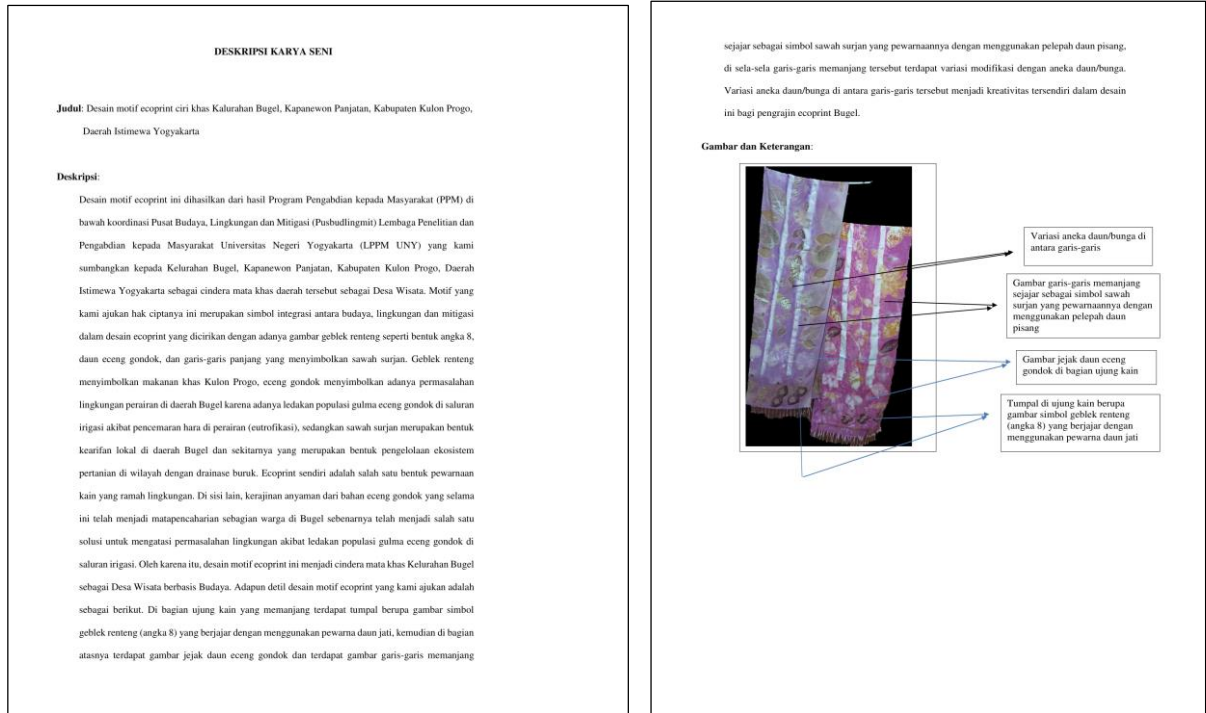 DESKRIPSI KARYA SENI
Judul: Desain motif ecoprint ciri khas Kalurahan Bugel, Kapanewon Panjatan, Kabupaten Kulon Progo,
Daerah Istimewa Yogyakarta
Deskripsi:
Desain motif ecoprint ini dihasilkan dari hasil Program Pengabdian kepada Masyarakat (PPM) di
bawah koordinasi Pusat Budaya, Lingkungan dan Mitigasi (Pusbudlingmit) Lembaga Penelitian dan
Pengabdian kepada Masyarakat Universitas Negeri Yogyakarta (LPPM UNY) yang kami
sumbangkan kepada Kelurahan Bugel, Kapanewon Panjatan, Kabupaten Kulon Progo, Daerah
Istimewa Yogyakarta sebagai cindera mata khas daerah tersebut sebagai Desa Wisata. Motif yang
kami ajukan hak ciptanya ini merupakan simbol integrasi antara budaya, lingkungan dan mitigasi
dalam desain ecoprint yang dicirikan dengan adanya gambar geblek renteng seperti bentuk angka 8,
daun eceng gondok, dan garis-garis panjang yang menyimbolkan sawah surjan. Geblek renteng
menyimbolkan makanan khas Kulon Progo, eceng gondok menyimbolkan adanya permasalahan
lingkungan perairan di daerah Bugel karena adanya ledakan populasi gulma eceng gondok di saluran
irigasi akibat pencemaran hara di perairan (eutrofikasi), sedangkan sawah surjan merupakan bentuk
kearifan lokal di daerah Bugel dan sekitarnya yang merupakan bentuk pengelolaan ekosistem
pertanian di wilayah dengan drainase buruk. Ecoprint sendiri adalah salah satu bentuk pewarnaan
kain yang ramah lingkungan. Di sisi lain, kerajinan anyaman dari bahan eceng gondok yang selama
ini telah menjadi matapencaharian sebagian warga di Bugel sebenarnya telah menjadi salah satu
solusi untuk mengatasi permasalahan lingkungan akibat ledakan populasi gulma eceng gondok di
saluran irigasi. Oleh karena itu, desain motif ecoprint ini menjadi cindera mata khas Kelurahan Bugel
sebagai Desa Wisata berbasis Budaya. Adapun detil desain motif ecoprint yang kami ajukan adalah
sebagai berikut. Di bagian ujung kain yang memanjang terdapat tumpal berupa gambar simbol
geblek renteng (angka 8) yang berjajar dengan menggunakan pewarna daun jati, kemudian di bagian
atasnya terdapat gambar jejak daun eceng gondok dan terdapat gambar garis-garis memanjang
sejajar sebagai simbol sawah surjan yang pewarnaannya dengan menggunakan pelepah daun pisang,
di sela-sela garis-garis memanjang tersebut terdapat variasi modifikasi dengan aneka daun/bunga.
Variasi aneka daun/bunga di antara garis-garis tersebut menjadi kreativitas tersendiri dalam desain
ini bagi pengrajin ecoprint Bugel.
Gambar dan Keterangan:
Variasi aneka daun/bunga di
antara garis-garis
Gambar garis-garis memanjang
sejajar sebagai simbol sawah
surjan yang pewarnaannya dengan
menggunakan pelepah daun
pisang
Gambar jejak daun eceng
gondok di bagian ujung kain
Tumpal di ujung kain berupa
gambar simbol geblek renteng
(angka 8) yang berjajar dengan
menggunakan pewarna daun jati